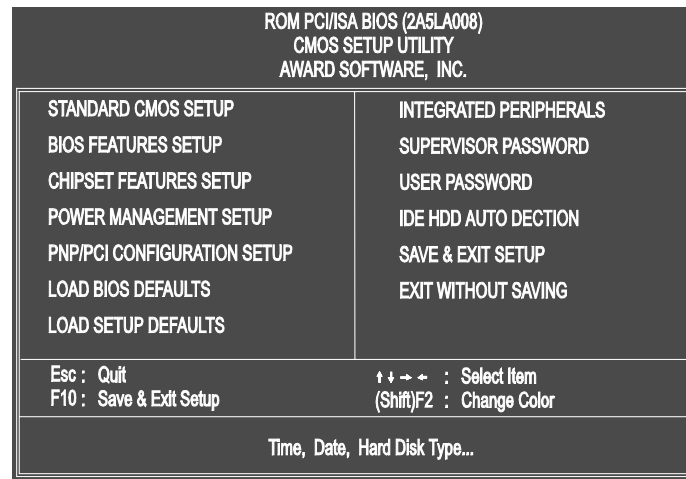 ROM PCI/ISA BIOS (2A5LA008)
CMOS SETUP UTILITY
AWARD SOFTWARE, INC.
STANDARD CMOS SETUP
BIOS FEATURES SETUP
CHIPSET FEATURES SETUP
POWER MANAGEMENT SETUP
PNP/PCI CONFIGURATION SETUP
LOAD BIOS DEFAULTS
LOAD SETUP DEFAULTS
INTEGRATED PERIPHERALS
SUPERVISOR PASSWORD
USER PASSWORD
IDE HDD AUTO DECTION
SAVE & EXIT SETUP
EXIT WITHOUT SAVING
Esc : Quit
F10 : Save & Exit Setup
↑ ↓ → ← : Select Item
(Shift)F2 : Change Color
Time, Date, Hard Disk Type...